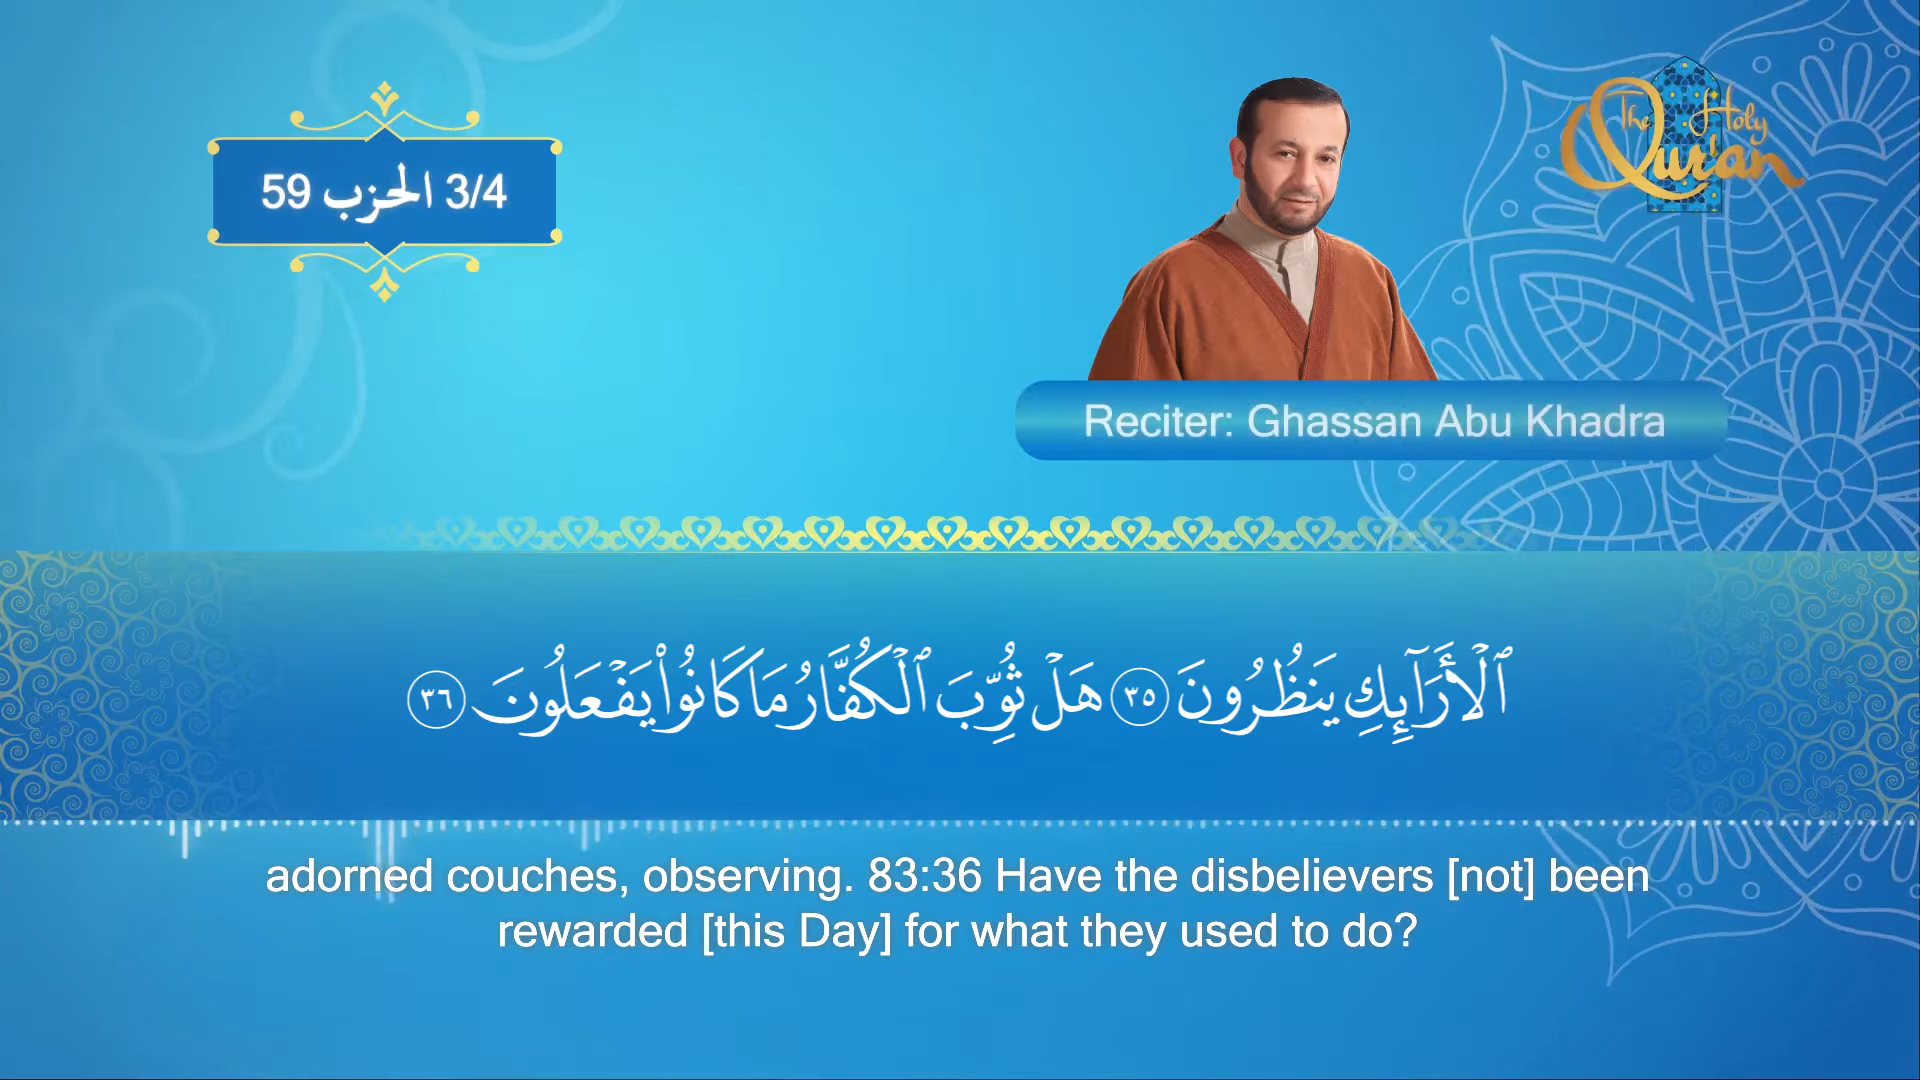 3/4 الحزب 59
The Holy Quran
Reciter: Ghassan Abu Khadra
ٱلْأَرَآئِكِ يَنظُرُونَ ٣٥ هَلْ ثُوِّبَ ٱلْكُفَّارُ مَا كَانُوا۟ يَفْعَلُونَ ٣٦
adorned couches, observing. 83:36 Have the disbelievers [not] been
rewarded [this Day] for what they used to do?